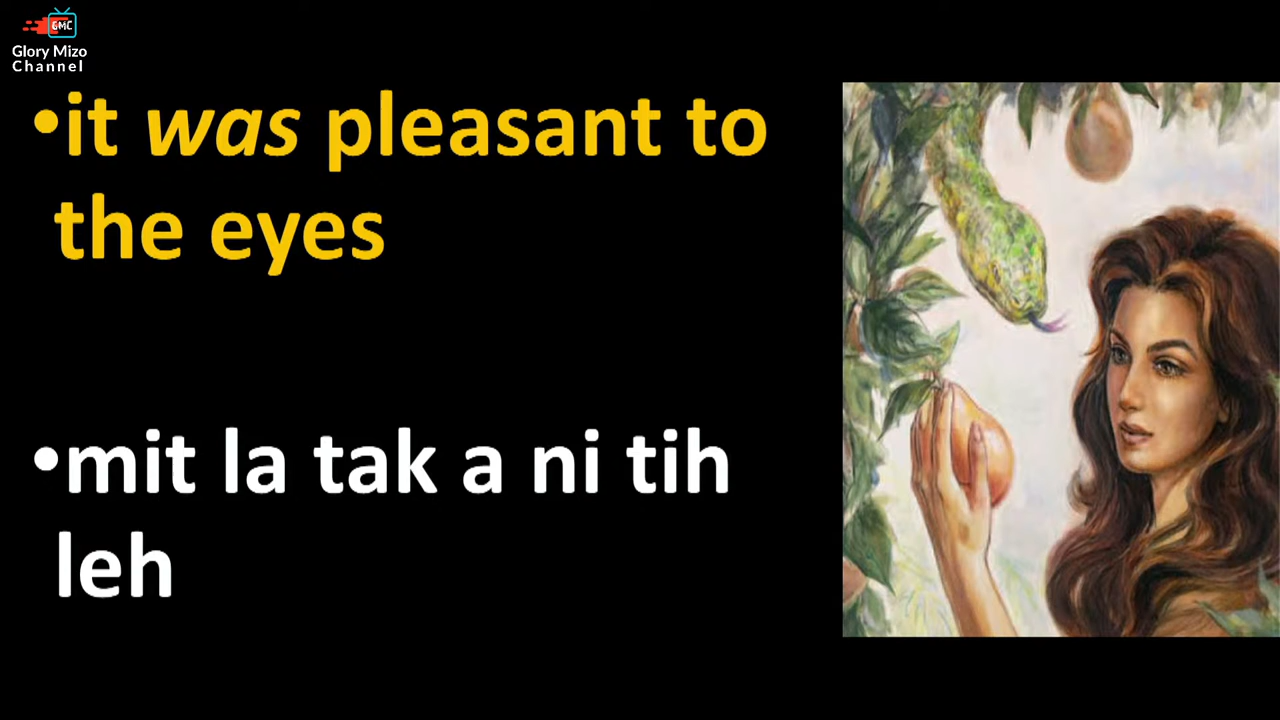 GMC
Glory Mizo
Channel
•it was pleasant to
the eyes
•mit la tak a ni tih
leh